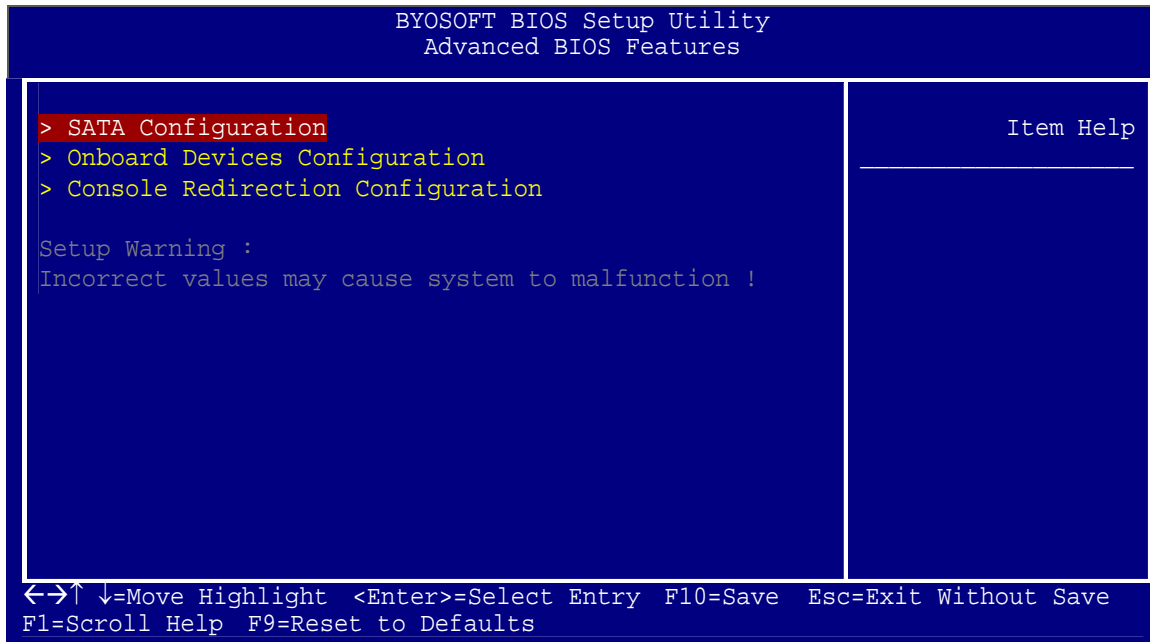 BYOSOFT BIOS Setup Utility
Advanced BIOS Features
> SATA Configuration
> Onboard Devices Configuration
> Console Redirection Configuration
Setup Warning :
Incorrect values may cause system to malfunction !
Item Help
←→↑ ↓=Move Highlight <Enter>=Select Entry F10=Save Esc=Exit Without Save
F1=Scroll Help F9=Reset to Defaults